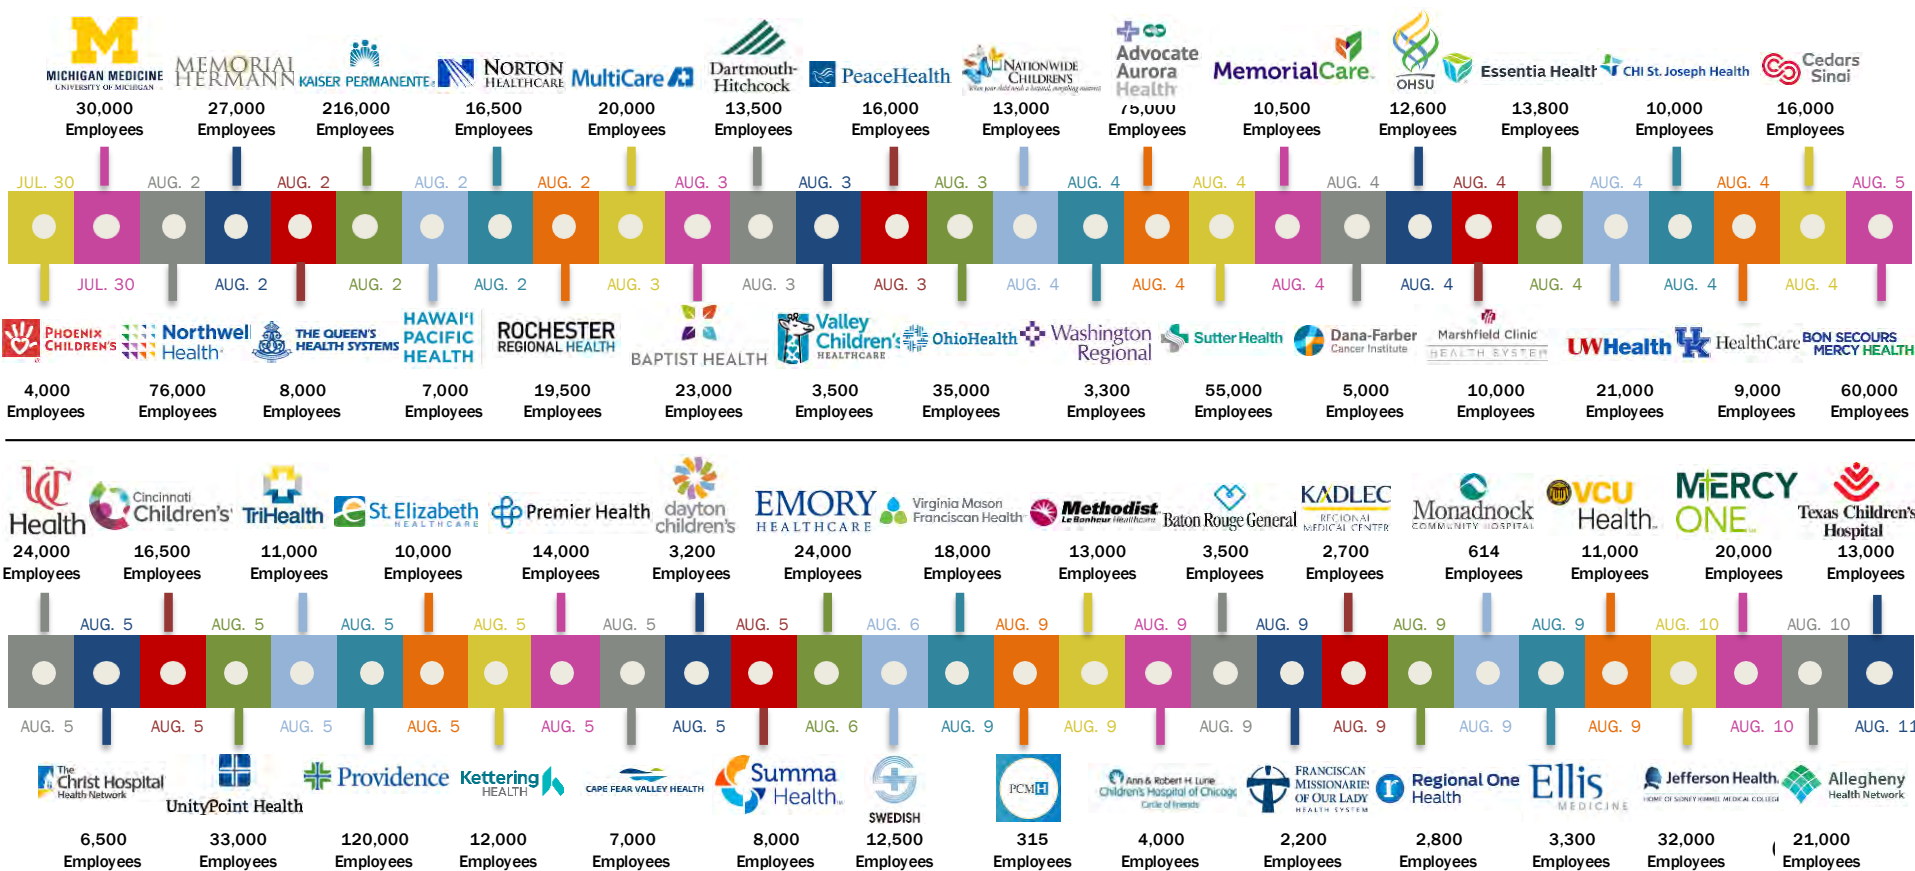 MICHIGAN MEDICINE
UNIVERSITY OF MICHIGAN
30,000
Employees
MEMORIAL
HERMANN
27,000
Employees
KAISER PERMANENTE
216,000
Employees
NORTON
HEALTHCARE
16,500
Employees
MultiCare
20,000
Employees
Dartmouth-
Hitchcock
13,500
Employees
PeaceHealth
16,000
Employees
NATIONWIDE
CHILDREN'S
When your child needs a hospital, everything matters
13,000
Employees
Advocate
Aurora
Health
75,000
Employees
MemorialCare
10,500
Employees
OHSU
12,600
Employees
Essentia Health
13,800
Employees
CHI St. Joseph Health
10,000
Employees
Cedars
Sinai
16,000
Employees
JUL. 30 AUG. 2 AUG. 2 AUG. 2 AUG. 2 AUG. 3 AUG. 3 AUG. 3 AUG. 4 AUG. 4 AUG. 4 AUG. 4 AUG. 4 AUG. 4 AUG. 5
JUL. 30 AUG. 2 AUG. 2 AUG. 2 AUG. 3 AUG. 3 AUG. 3 AUG. 4 AUG. 4 AUG. 4 AUG. 4 AUG. 4 AUG. 4 AUG. 4
PHOENIX
CHILDREN'S
4,000
Employees
Northwell
Health
76,000
Employees
THE QUEEN'S
HEALTH SYSTEMS
8,000
Employees
HAWAI'I
PACIFIC
HEALTH
7,000
Employees
ROCHESTER
REGIONAL HEALTH
19,500
Employees
BAPTIST HEALTH
23,000
Employees
Valley
Children's
HEALTHCARE
3,500
Employees
OhioHealth
35,000
Employees
Washington
Regional
3,300
Employees
Sutter Health
55,000
Employees
Dana-Farber
Cancer Institute
5,000
Employees
Marshfield Clinic
HEALTH SYSTEM
10,000
Employees
UWHealth
21,000
Employees
UK HealthCare
9,000
Employees
BON SECOURS
MERCY HEALTH
60,000
Employees
UC
Health
24,000
Employees
Cincinnati
Children's
16,500
Employees
TriHealth
11,000
Employees
St. Elizabeth
HEALTHCARE
10,000
Employees
Premier Health
14,000
Employees
dayton
children's
3,200
Employees
EMORY
HEALTHCARE
24,000
Employees
Virginia Mason
Franciscan Health
18,000
Employees
Methodist
Le Bonheur Healthcare
13,000
Employees
Baton Rouge General
3,500
Employees
KADLEC
REGIONAL
MEDICAL CENTER
2,700
Employees
Monadnock
COMMUNITY HOSPITAL
614
Employees
VCU
Health
11,000
Employees
MERCY
ONE
20,000
Employees
Texas Children's
Hospital
13,000
Employees
AUG. 5 AUG. 5 AUG. 5 AUG. 5 AUG. 5 AUG. 5 AUG. 6 AUG. 9 AUG. 9 AUG. 9 AUG. 9 AUG. 9 AUG. 10 AUG. 10
AUG. 5 AUG. 5 AUG. 5 AUG. 5 AUG. 5 AUG. 5 AUG. 6 AUG. 9 AUG. 9 AUG. 9 AUG. 9 AUG. 9 AUG. 9 AUG. 10 AUG. 11
The
Christ Hospital
Health Network
6,500
Employees
UnityPoint Health
33,000
Employees
Providence
120,000
Employees
Kettering
HEALTH
12,000
Employees
CAPE FEAR VALLEY HEALTH
7,000
Employees
Summa
Health
8,000
Employees
SWEDISH
12,500
Employees
PCMH
315
Employees
Ann & Robert H. Lurie
Children's Hospital of Chicago
Circle of Friends
4,000
Employees
FRANCISCAN
MISSIONARIES
OF OUR LADY
HEALTH SYSTEM
2,200
Employees
Regional One
Health
2,800
Employees
Ellis
MEDICINE
3,300
Employees
Jefferson Health
HOME OF SIDNEY KIMMEL MEDICAL COLLEGE
32,000
Employees
Allegheny
Health Network
21,000
Employees